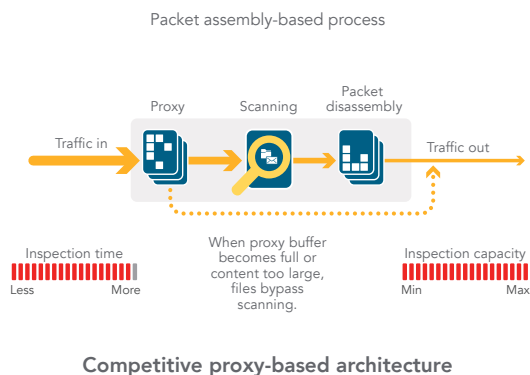 Packet assembly-based process
Proxy
Scanning
Packet
disassembly
Traffic in
Traffic out
When proxy buffer
becomes full or
content too large,
files bypass
scanning.
Inspection time
Less
More
Inspection capacity
Min
Max
Competitive proxy-based architecture